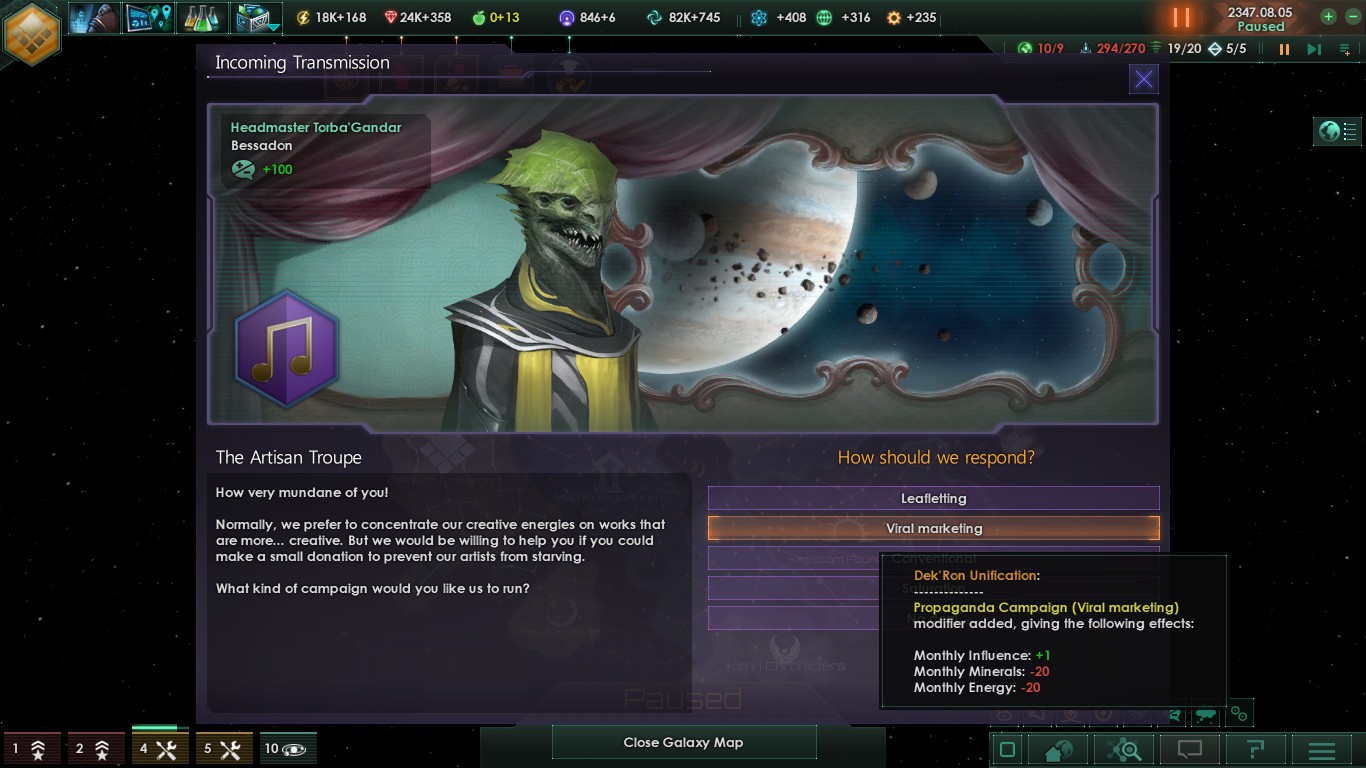 18K+168 24K+358 0+13 846+6 82K+745 +408 +316 +235
2347.08.05
Paused
10/9 294/270 19/20 5/5
Incoming Transmission
Headmaster Torba'Gandar
Bessadon
+100
The Artisan Troupe
How very mundane of you!
Normally, we prefer to concentrate our creative energies on works that
are more... creative. But we would be willing to help you if you could
make a small donation to prevent our artists from starving.
What kind of campaign would you like us to run?
How should we respond?
Leafletting
Viral marketing
Conventional
Dek'Ron Unification:
--------------
Propaganda Campaign (Viral marketing)
modifier added, giving the following effects:
Monthly Influence: +1
Monthly Minerals: -20
Monthly Energy: -20
Kithri Chroniclers
Paused
1 2 4 5 10
Close Galaxy Map